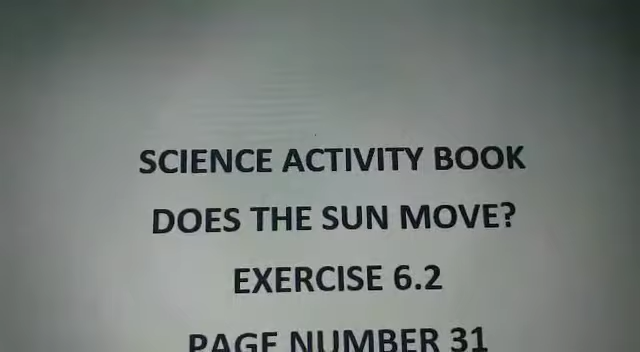 SCIENCE ACTIVITY BOOK
DOES THE SUN MOVE?
EXERCISE 6.2
PAGE NUMBER 31